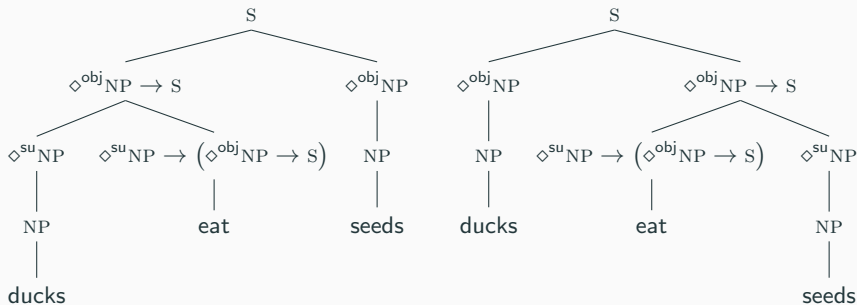 S S
◇ᵒᵇʲNP → S ◇ᵒᵇʲNP ◇ᵒᵇʲNP ◇ᵒᵇʲNP → S
◇ˢᵘNP ◇ˢᵘNP → (◇ᵒᵇʲNP → S) NP NP ◇ˢᵘNP → (◇ᵒᵇʲNP → S) ◇ˢᵘNP
NP eat seeds ducks eat NP
ducks seeds